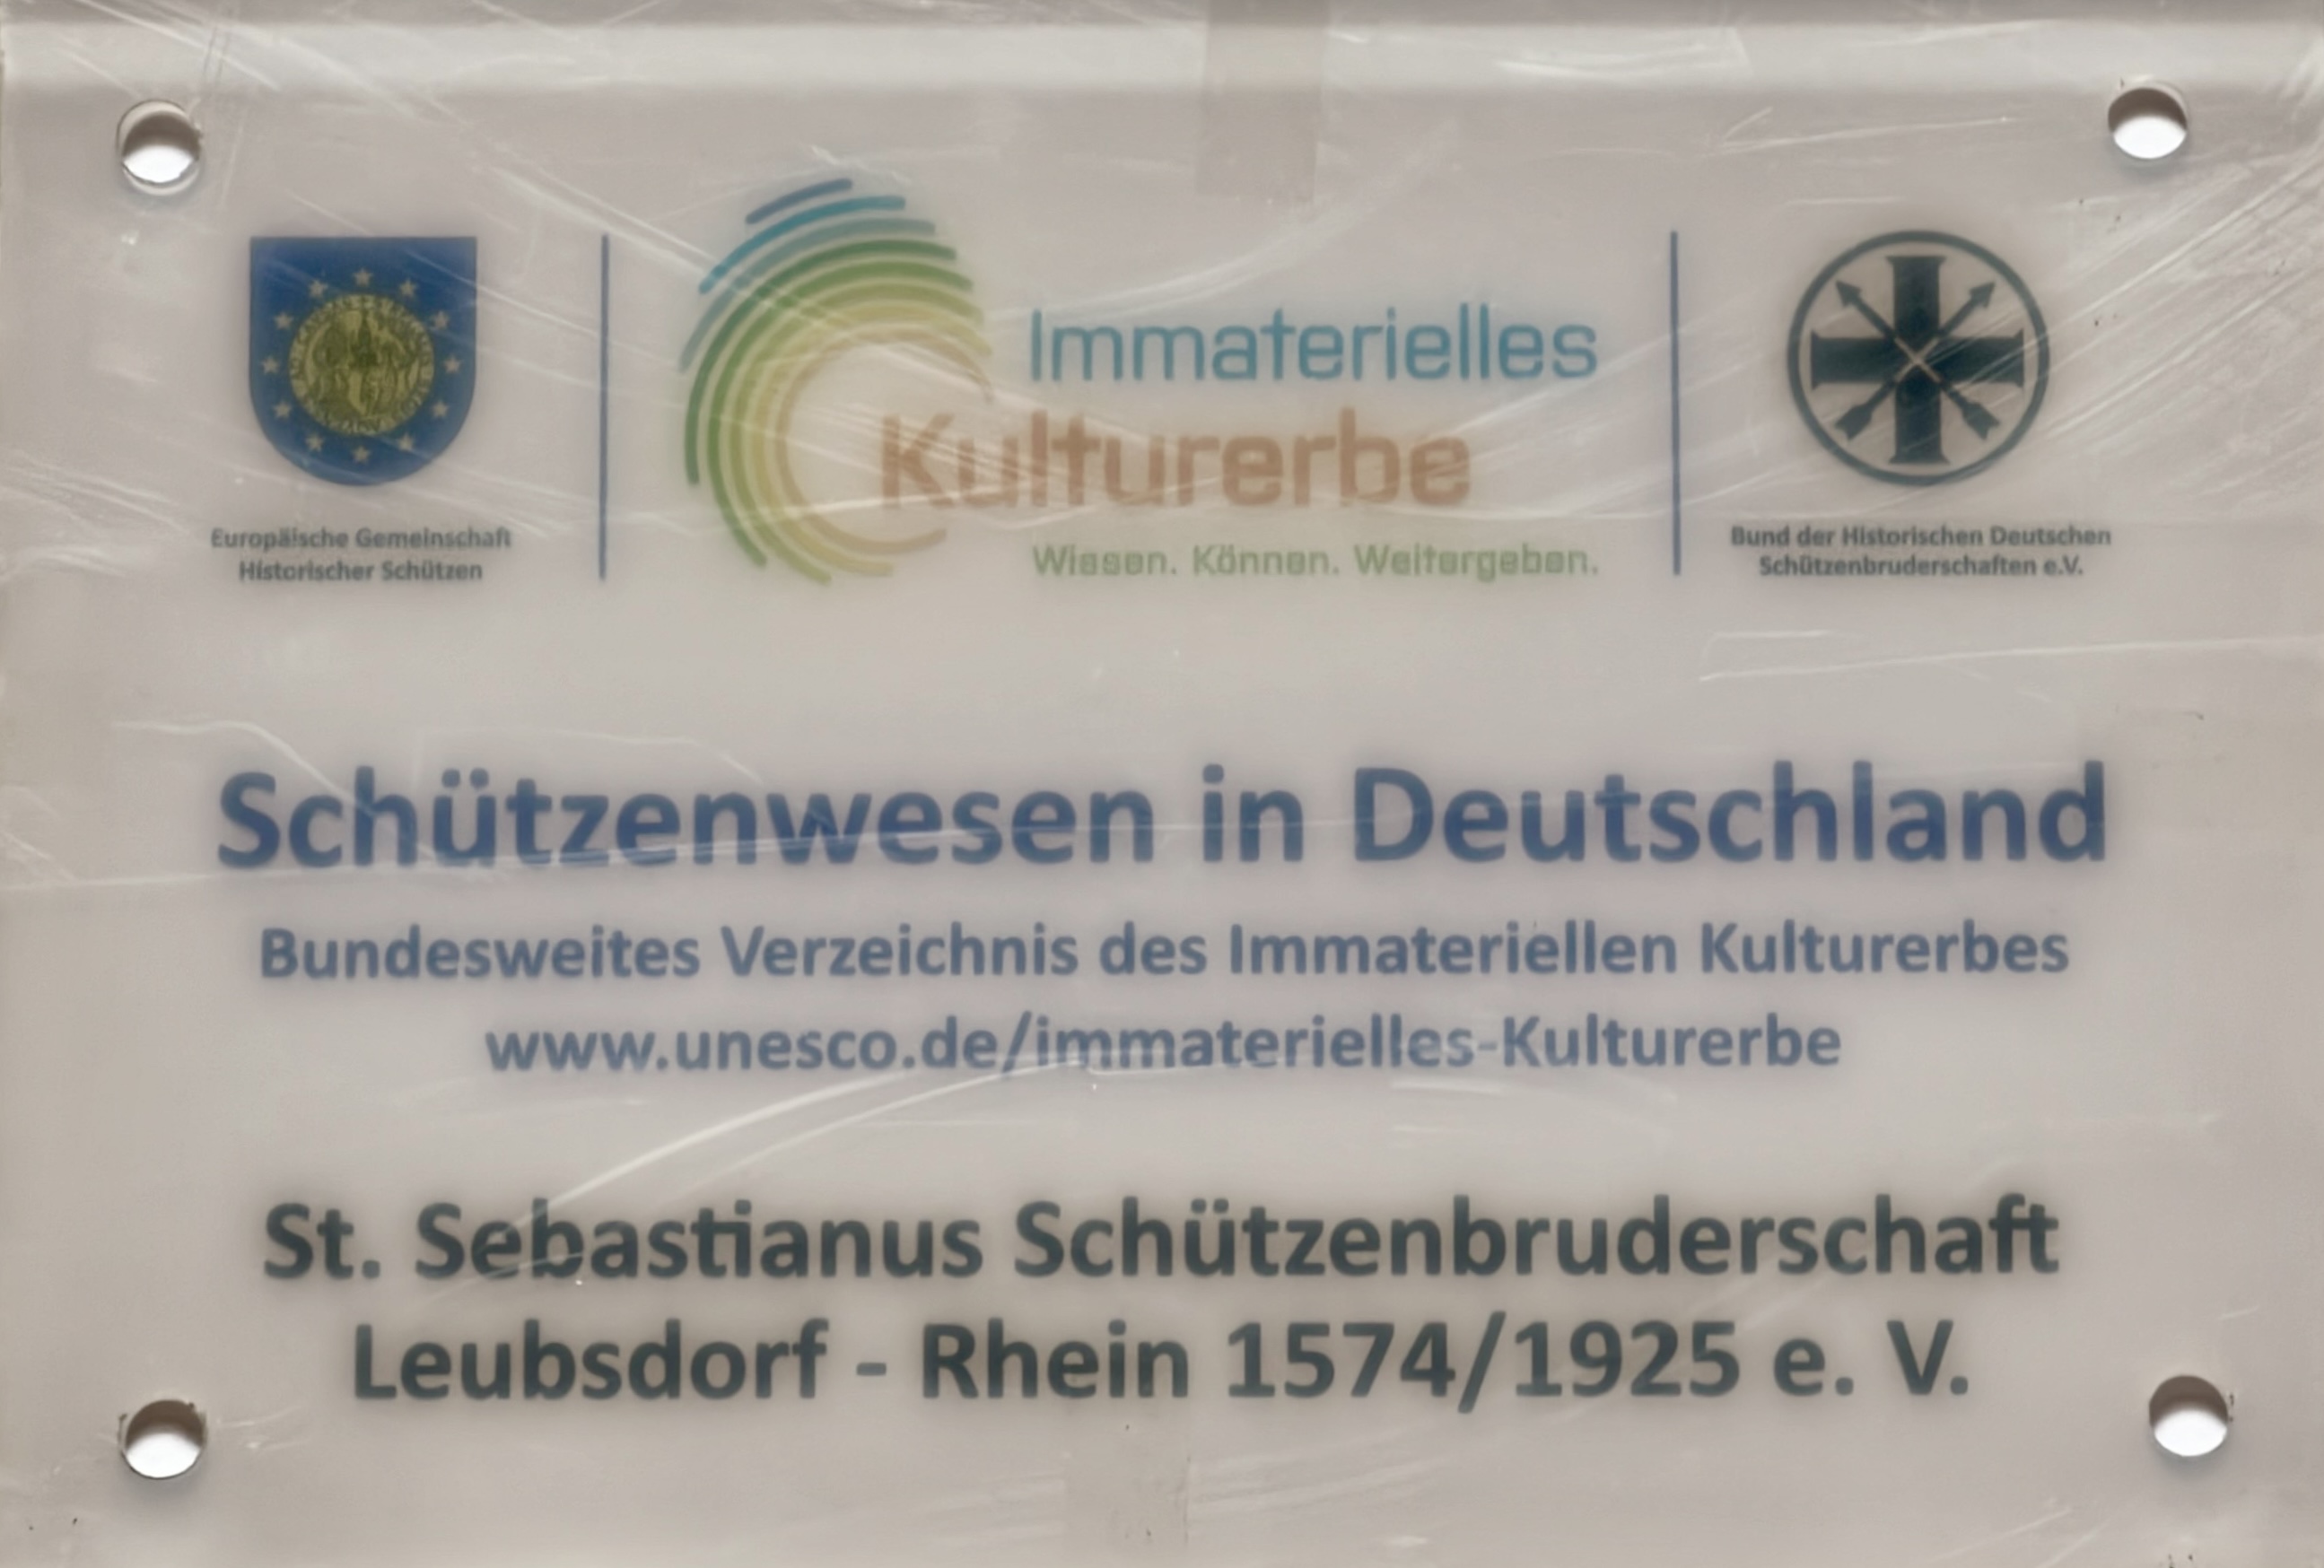 Europäische Gemeinschaft
Historischer Schützen
Immaterielles
Kulturerbe
Wissen. Können. Weitergeben.
Bund der Historischen Deutschen
Schützenbruderschaften e.V.
Schützenwesen in Deutschland
Bundesweites Verzeichnis des Immateriellen Kulturerbes
www.unesco.de/immaterielles-Kulturerbe
St. Sebastianus Schützenbruderschaft
Leubsdorf - Rhein 1574/1925 e. V.